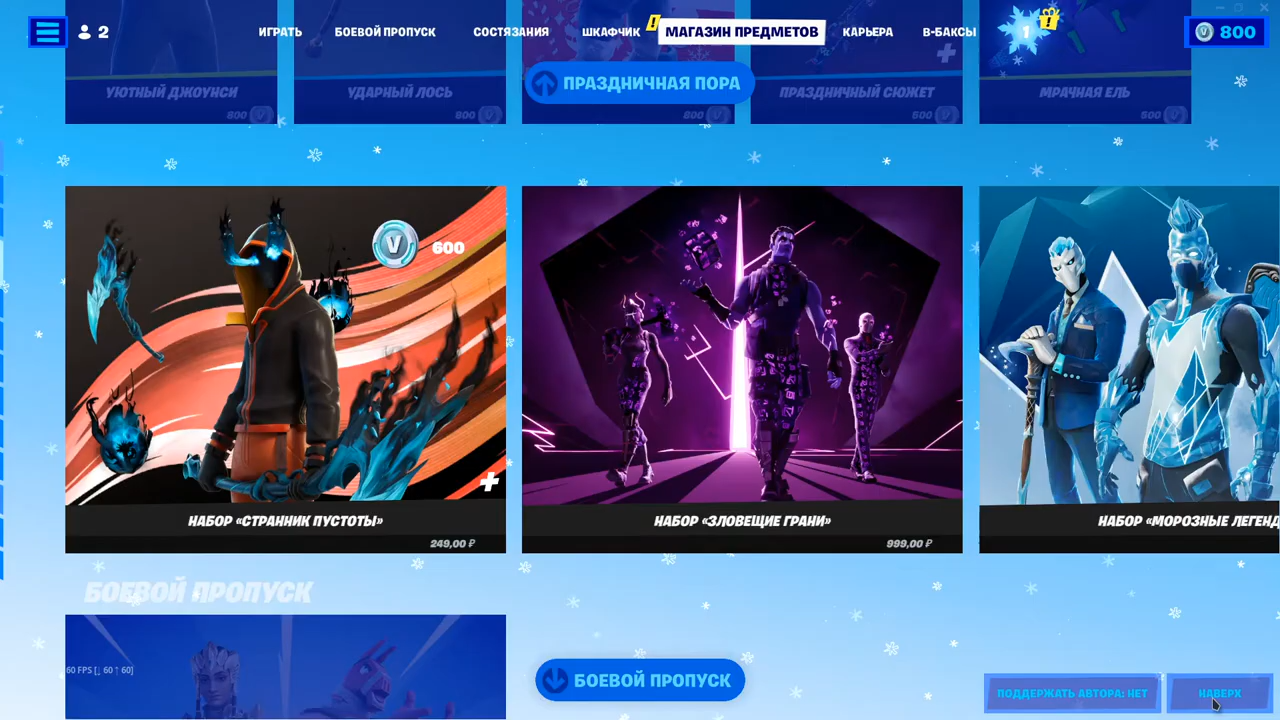 2
ИГРАТЬ
БОЕВОЙ ПРОПУСК
СОСТЯЗАНИЯ
ШКАФЧИК
МАГАЗИН ПРЕДМЕТОВ
КАРЬЕРА
В-БАКСЫ
1
800
УЮТНЫЙ ДЖОУНСИ
800
УДАРНЫЙ ЛОСЬ
800
ПРАЗДНИЧНАЯ ПОРА
800
ПРАЗДНИЧНЫЙ СЮЖЕТ
500
МРАЧНАЯ ЕЛЬ
500
600
НАБОР «СТРАННИК ПУСТОТЫ»
249,00 ₽
НАБОР «ЗЛОВЕЩИЕ ГРАНИ»
999,00 ₽
НАБОР «МОРОЗНЫЕ ЛЕГЕНД
БОЕВОЙ ПРОПУСК
60 FPS [↓ 60 ↑ 60]
БОЕВОЙ ПРОПУСК
ПОДДЕРЖАТЬ АВТОРА: НЕТ
НАВЕРХ